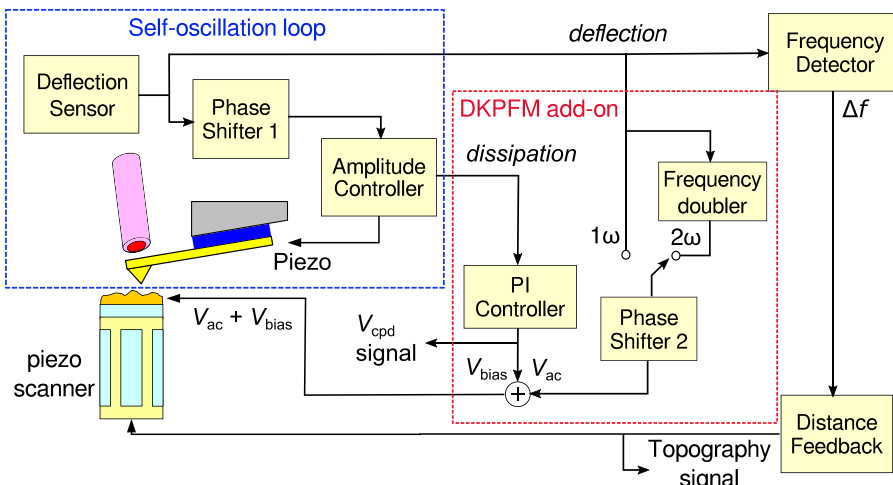 Self-oscillation loop
deflection
Frequency
Detector
Deflection
Sensor
Phase
Shifter 1
DKPFM add-on
Δf
dissipation
Amplitude
Controller
Frequency
doubler
1ω
2ω
Piezo
PI
Controller
Phase
Shifter 2
Vac + Vbias
Vcpd
signal
piezo
scanner
Vbias
Vac
+
Distance
Feedback
Topography
signal